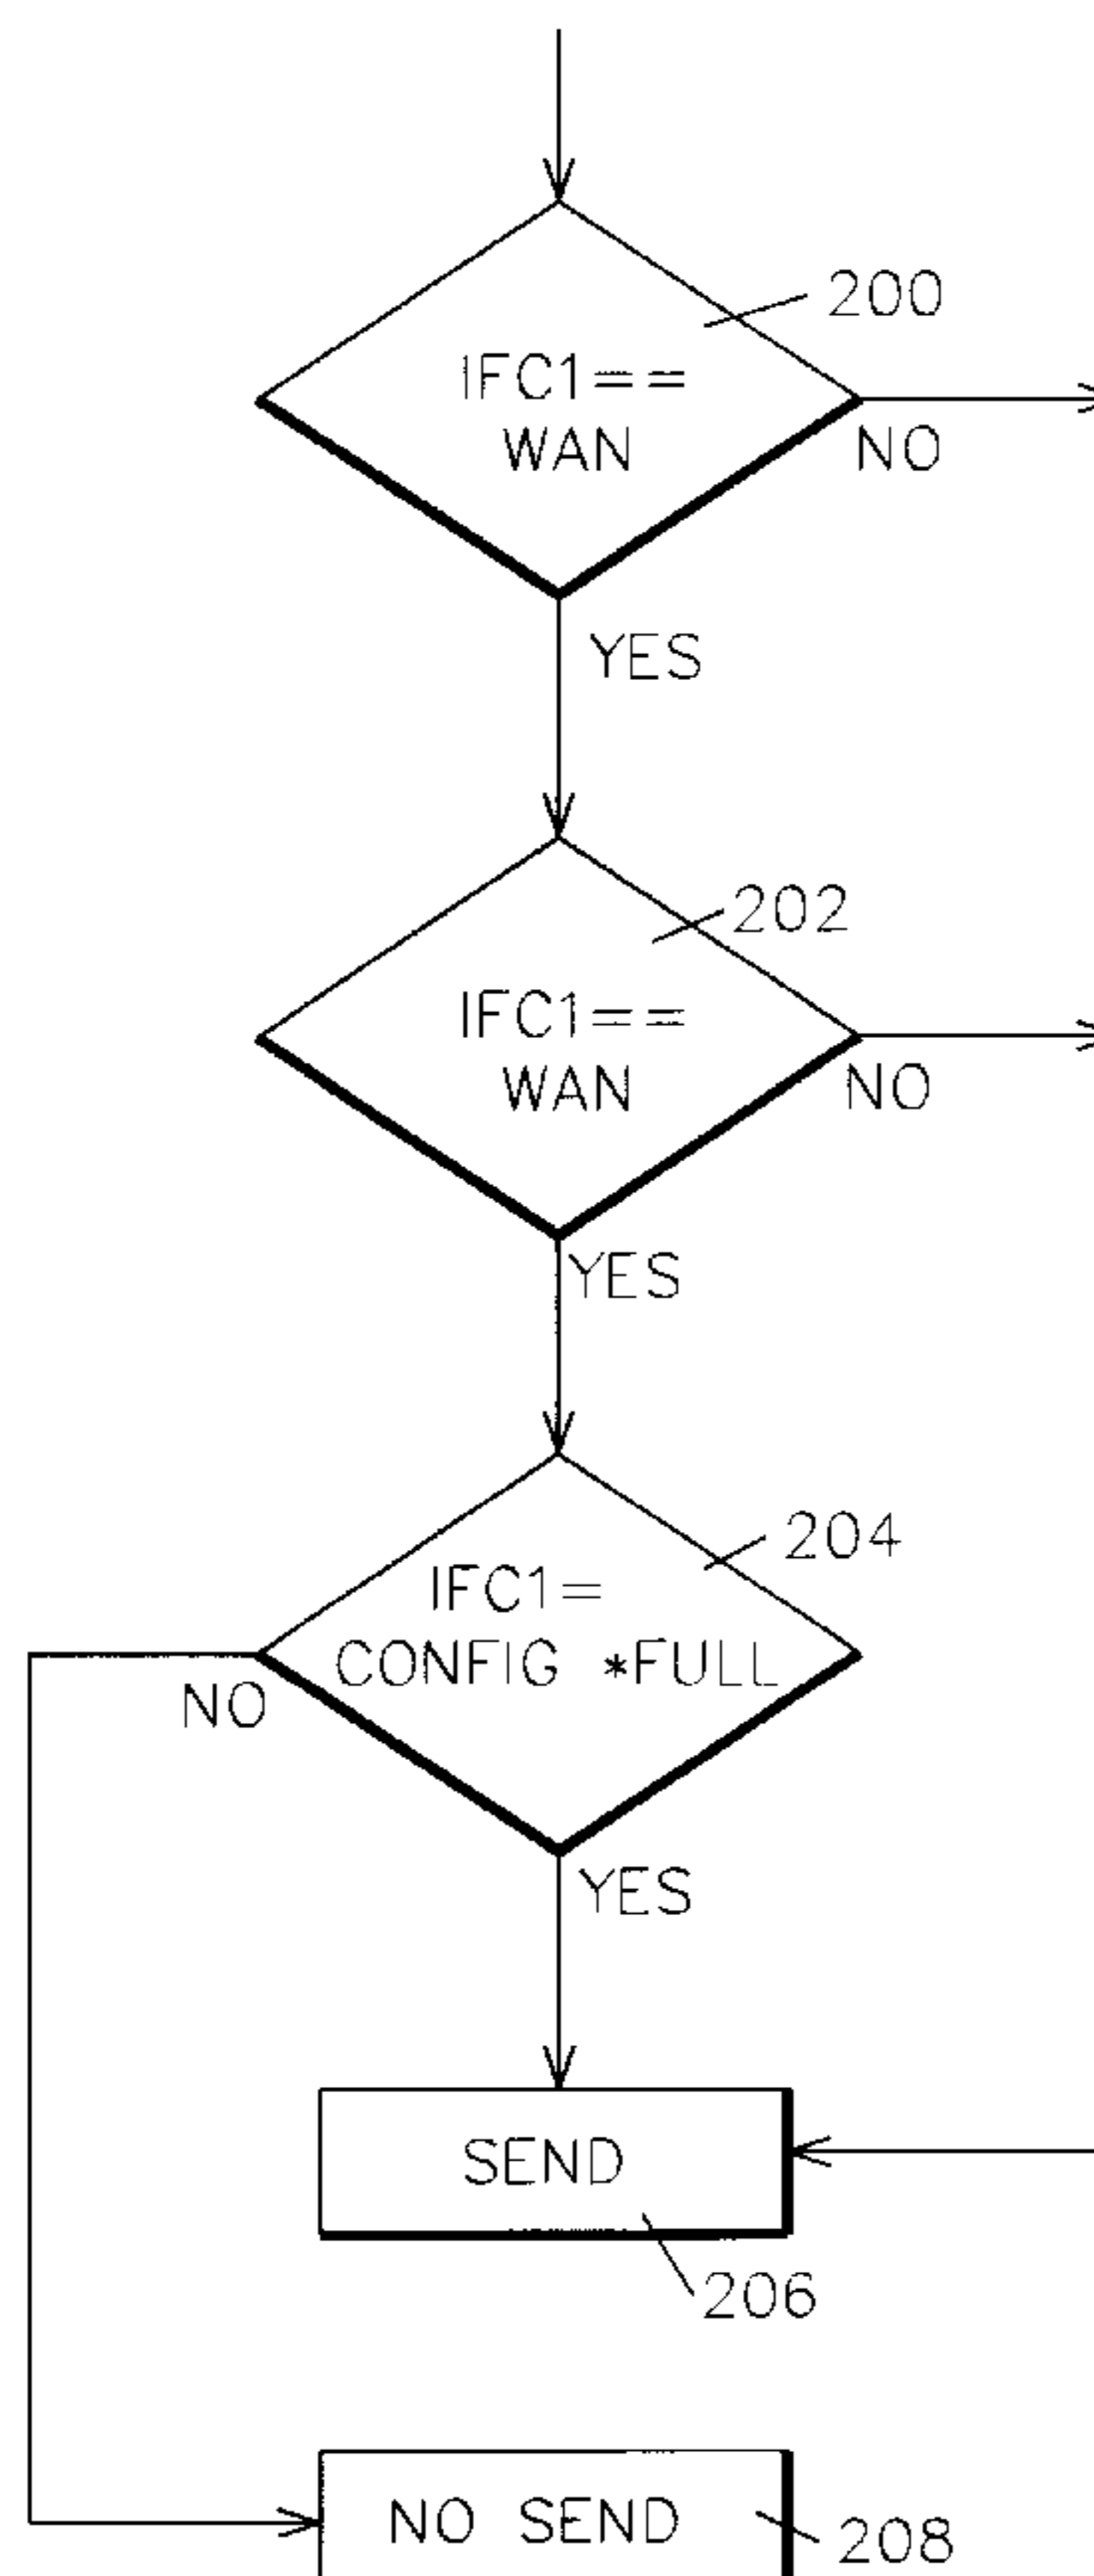 200
IFC1==
WAN
NO
YES
202
IFC1==
WAN
NO
YES
204
IFC1=
CONFIG *FULL
NO
YES
SEND
206
NO SEND
208